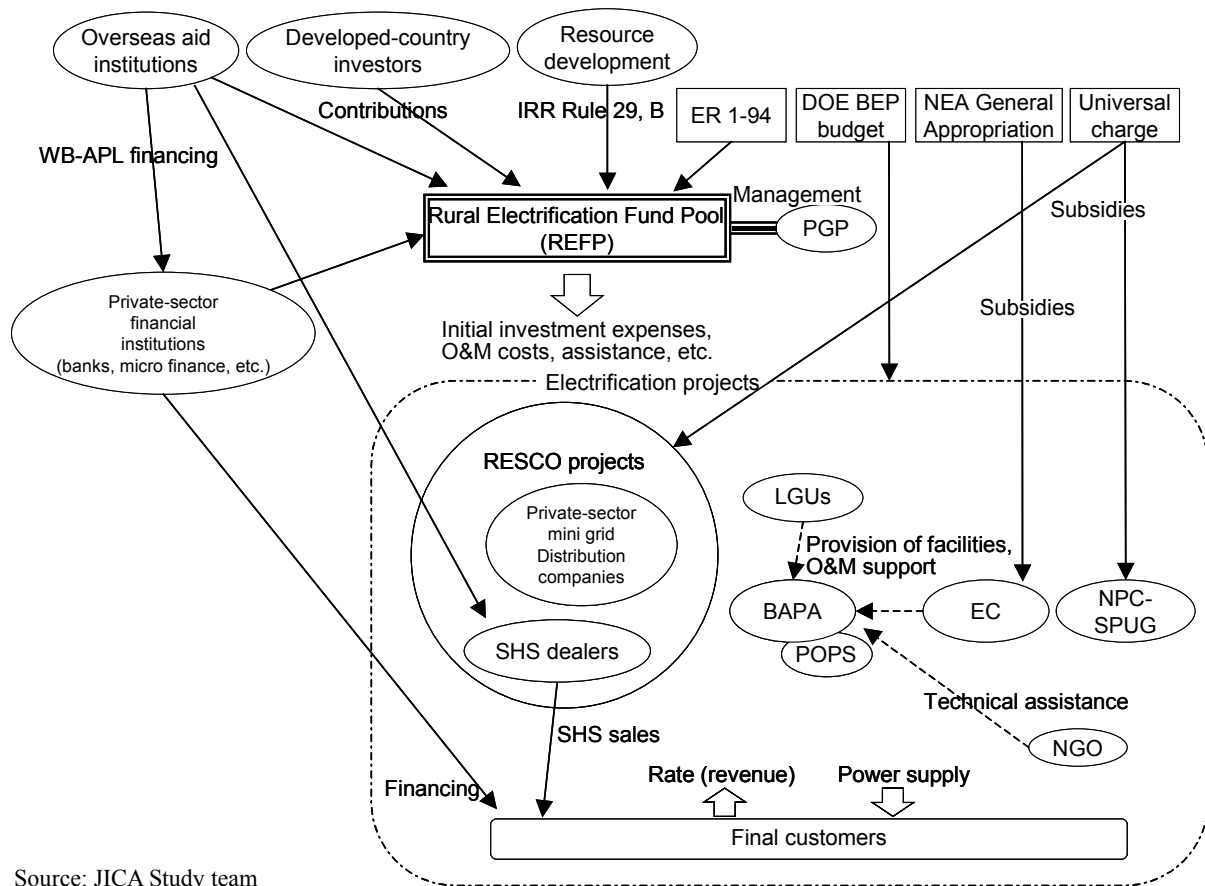 Overseas aid
institutions
Developed-country
investors
Resource
development
Contributions
IRR Rule 29, B
ER 1-94
DOE BEP
budget
NEA General
Appropriation
Universal
charge
WB-APL financing
Management
Rural Electrification Fund Pool
(REFP)
PGP
Subsidies
Private-sector
financial
institutions
(banks, micro finance, etc.)
Initial investment expenses,
O&M costs, assistance, etc.
Subsidies
Electrification projects
RESCO projects
Private-sector
mini grid
Distribution
companies
LGUs
Provision of facilities,
O&M support
BAPA
EC
NPC-
SPUG
POPS
SHS dealers
Technical assistance
NGO
SHS sales
Financing
Rate (revenue)
Power supply
Final customers
Source: JICA Study team